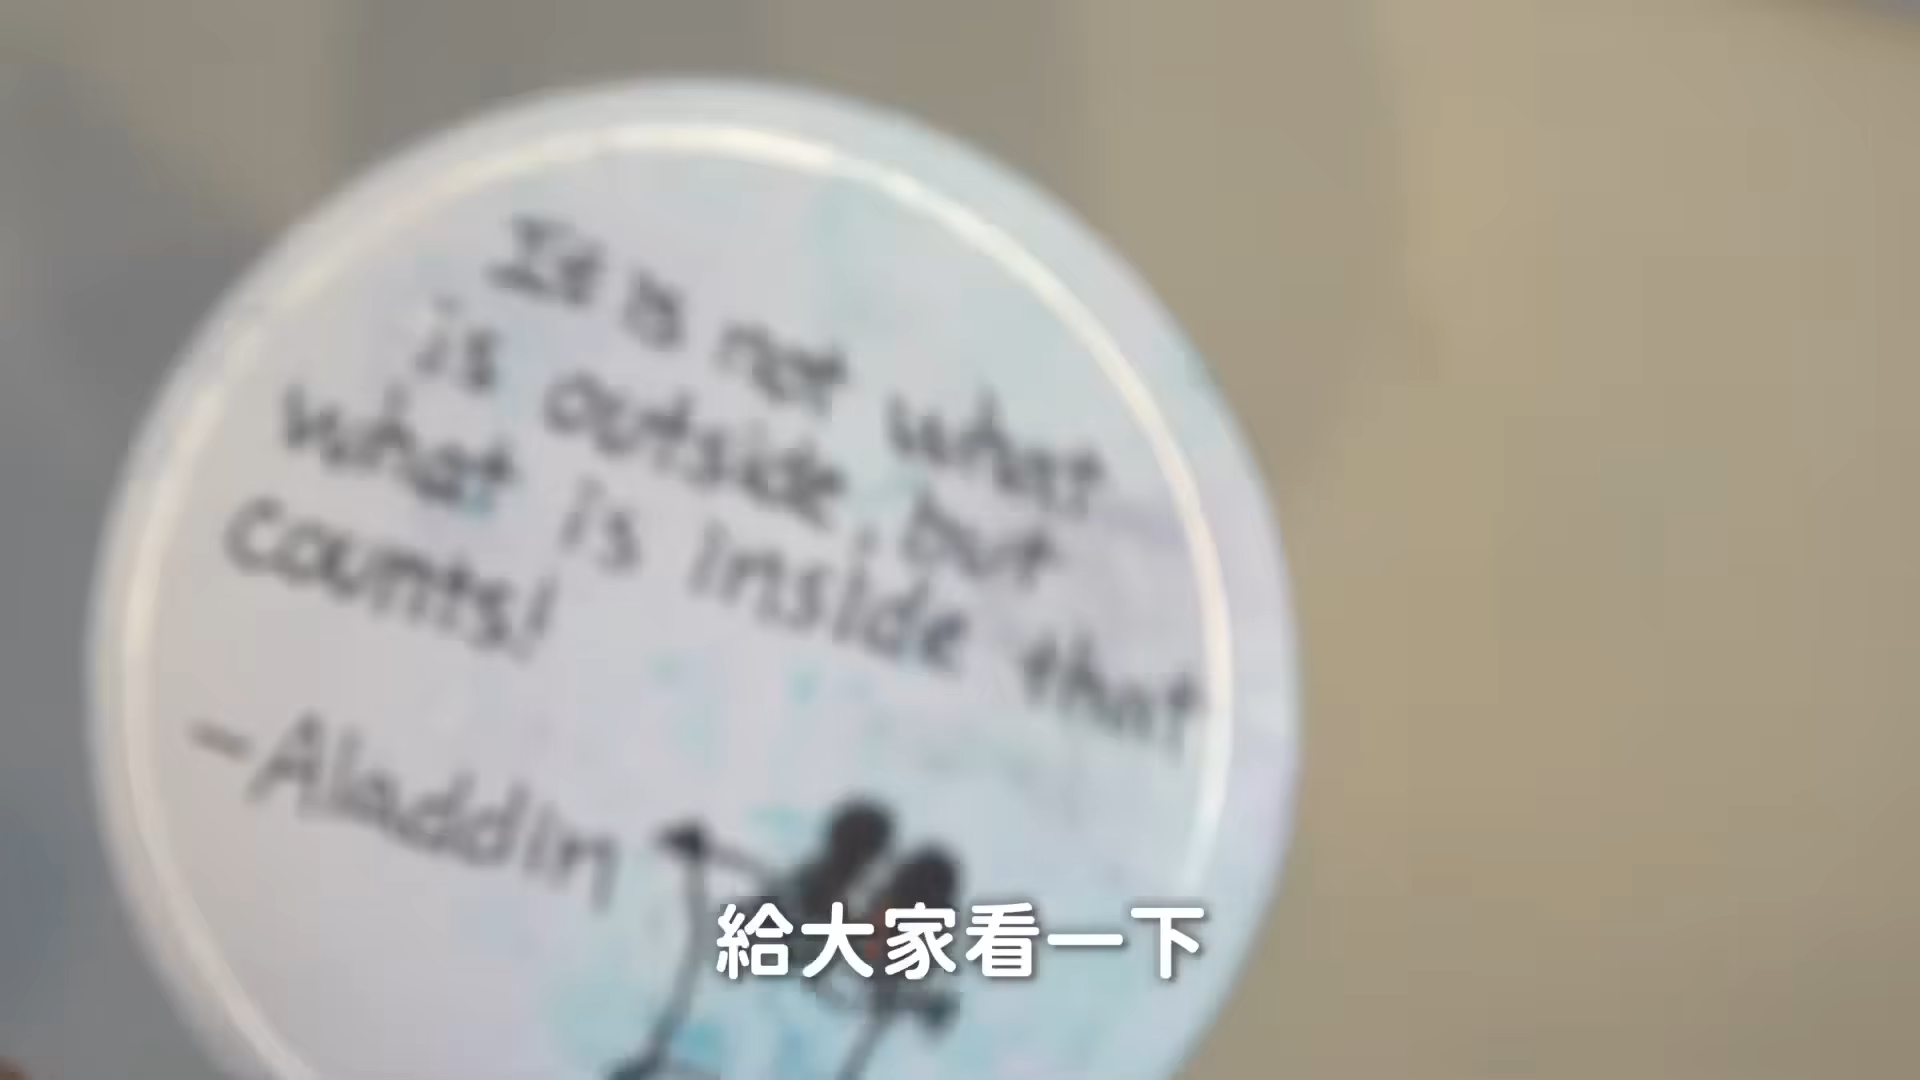 It is not what
is outside, but
what is inside that
counts!
-Aladdin
給大家看一下